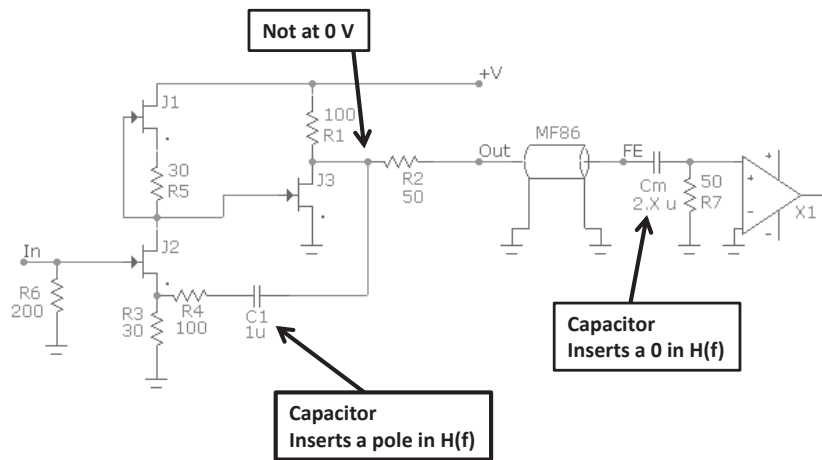 Not at 0 V
+V
J1
100
R1
30
R5
J3
Out
MF86
FE
R2
50
Cm
2.X u
50
R7
X1
In
J2
R6
200
R3
30
R4
100
C1
1u
Capacitor
Inserts a 0 in H(f)
Capacitor
Inserts a pole in H(f)